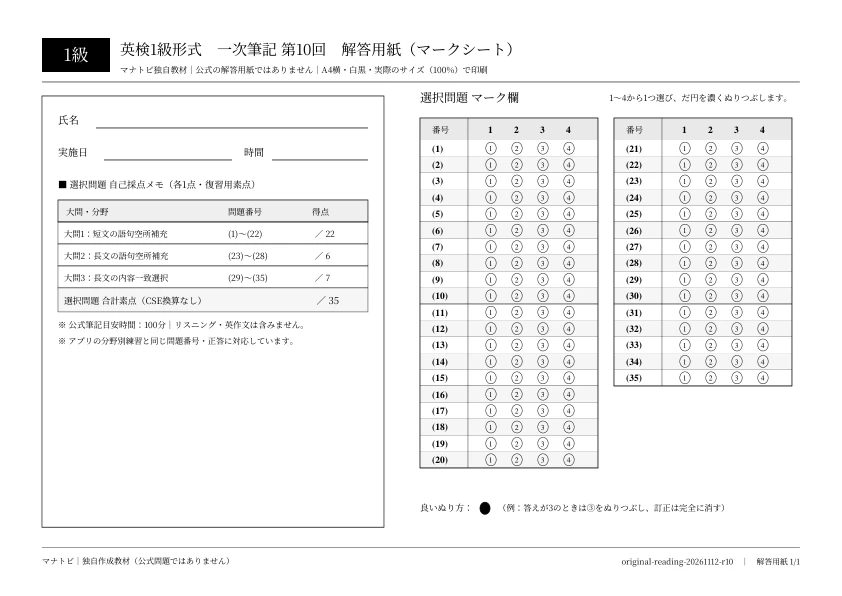 1級
英検1級形式　一次筆記 第10回　解答用紙（マークシート）
マナトビ｜独自教材｜公式の解答用紙ではありません｜A4横・白黒・実際のサイズ（100%）で印刷
氏名
実施日　時間
■ 選択問題 自己採点メモ（各1点・復習用素点）
大問・分野　問題番号　得点
大問1：短文の語句空所補充　(1)～(22)　／ 22
大問2：長文の語句空所補充　(23)～(28)　／ 6
大問3：長文の内容一致選択　(29)～(35)　／ 7
選択問題 合計素点（CSE換算なし）　／ 35
※ 公式筆記目安時間：100分｜リスニング・英作文は含みません。
※ アプリの分野別練習と同じ問題番号・正答に対応しています。
選択問題 マーク欄　1～4から1つ選び、だ円を濃くぬりつぶします。
番号 1 2 3 4
(1) 1 2 3 4
(2) 1 2 3 4
(3) 1 2 3 4
(4) 1 2 3 4
(5) 1 2 3 4
(6) 1 2 3 4
(7) 1 2 3 4
(8) 1 2 3 4
(9) 1 2 3 4
(10) 1 2 3 4
(11) 1 2 3 4
(12) 1 2 3 4
(13) 1 2 3 4
(14) 1 2 3 4
(15) 1 2 3 4
(16) 1 2 3 4
(17) 1 2 3 4
(18) 1 2 3 4
(19) 1 2 3 4
(20) 1 2 3 4
番号 1 2 3 4
(21) 1 2 3 4
(22) 1 2 3 4
(23) 1 2 3 4
(24) 1 2 3 4
(25) 1 2 3 4
(26) 1 2 3 4
(27) 1 2 3 4
(28) 1 2 3 4
(29) 1 2 3 4
(30) 1 2 3 4
(31) 1 2 3 4
(32) 1 2 3 4
(33) 1 2 3 4
(34) 1 2 3 4
(35) 1 2 3 4
良いぬり方：　（例：答えが3のときは③をぬりつぶし、訂正は完全に消す）
マナトビ｜独自作成教材（公式問題ではありません）　original-reading-20261112-r10　｜　解答用紙 1/1